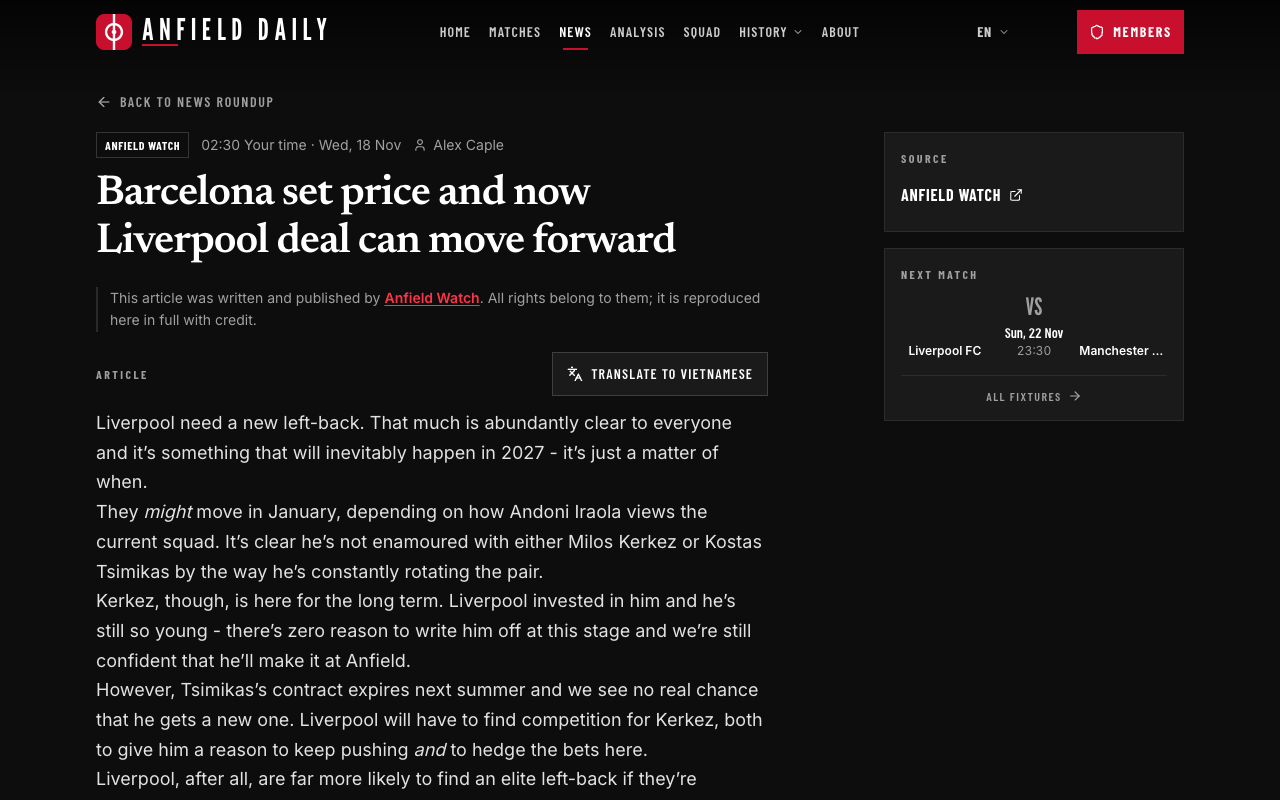 ANFIELD DAILY
HOME MATCHES NEWS ANALYSIS SQUAD HISTORY ABOUT
EN
MEMBERS
BACK TO NEWS ROUNDUP
ANFIELD WATCH 02:30 Your time · Wed, 18 Nov Alex Caple
Barcelona set price and now
Liverpool deal can move forward
This article was written and published by Anfield Watch. All rights belong to them; it is reproduced
here in full with credit.
ARTICLE
TRANSLATE TO VIETNAMESE
Liverpool need a new left-back. That much is abundantly clear to everyone
and it’s something that will inevitably happen in 2027 - it’s just a matter of
when.
They might move in January, depending on how Andoni Iraola views the
current squad. It’s clear he’s not enamoured with either Milos Kerkez or Kostas
Tsimikas by the way he’s constantly rotating the pair.
Kerkez, though, is here for the long term. Liverpool invested in him and he’s
still so young - there’s zero reason to write him off at this stage and we’re still
confident that he’ll make it at Anfield.
However, Tsimikas’s contract expires next summer and we see no real chance
that he gets a new one. Liverpool will have to find competition for Kerkez, both
to give him a reason to keep pushing and to hedge the bets here.
Liverpool, after all, are far more likely to find an elite left-back if they’re
SOURCE
ANFIELD WATCH
NEXT MATCH
VS
Sun, 22 Nov
Liverpool FC 23:30 Manchester ...
ALL FIXTURES